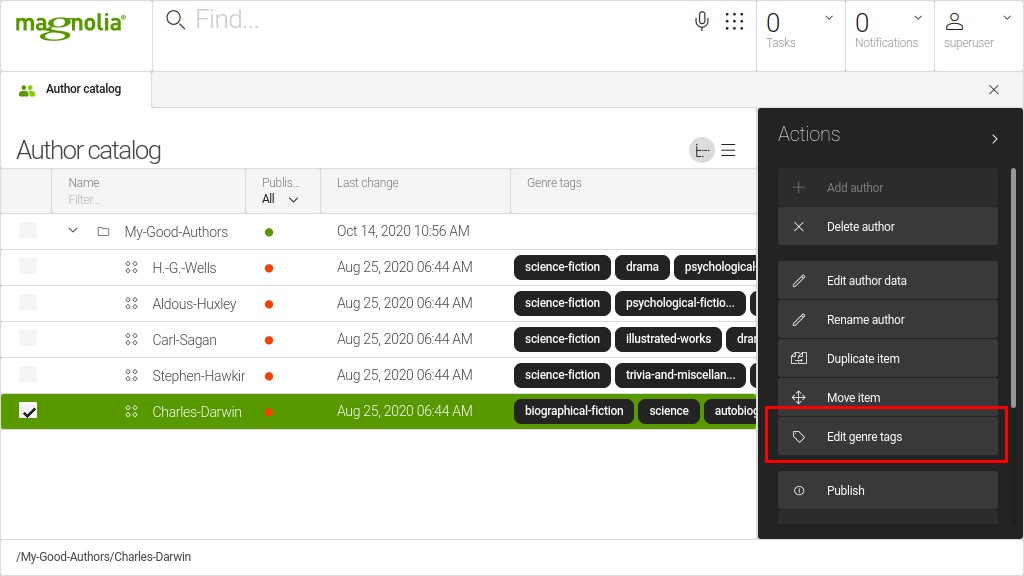 magnolia®
Find...
0
Tasks
0
Notifications
superuser
Author catalog
Author catalog
Actions
Name
Filter...
Publis...
All
Last change
Genre tags
My-Good-Authors
Oct 14, 2020 10:56 AM
H.-G.-Wells
Aug 25, 2020 06:44 AM
science-fiction
drama
psychological-
Aldous-Huxley
Aug 25, 2020 06:44 AM
science-fiction
psychological-fictio...
Carl-Sagan
Aug 25, 2020 06:44 AM
science-fiction
illustrated-works
dra
Stephen-Hawkin
Aug 25, 2020 06:44 AM
science-fiction
trivia-and-miscellan...
Charles-Darwin
Aug 25, 2020 06:44 AM
biographical-fiction
science
autobiog
Add author
Delete author
Edit author data
Rename author
Duplicate item
Move item
Edit genre tags
Publish
/My-Good-Authors/Charles-Darwin